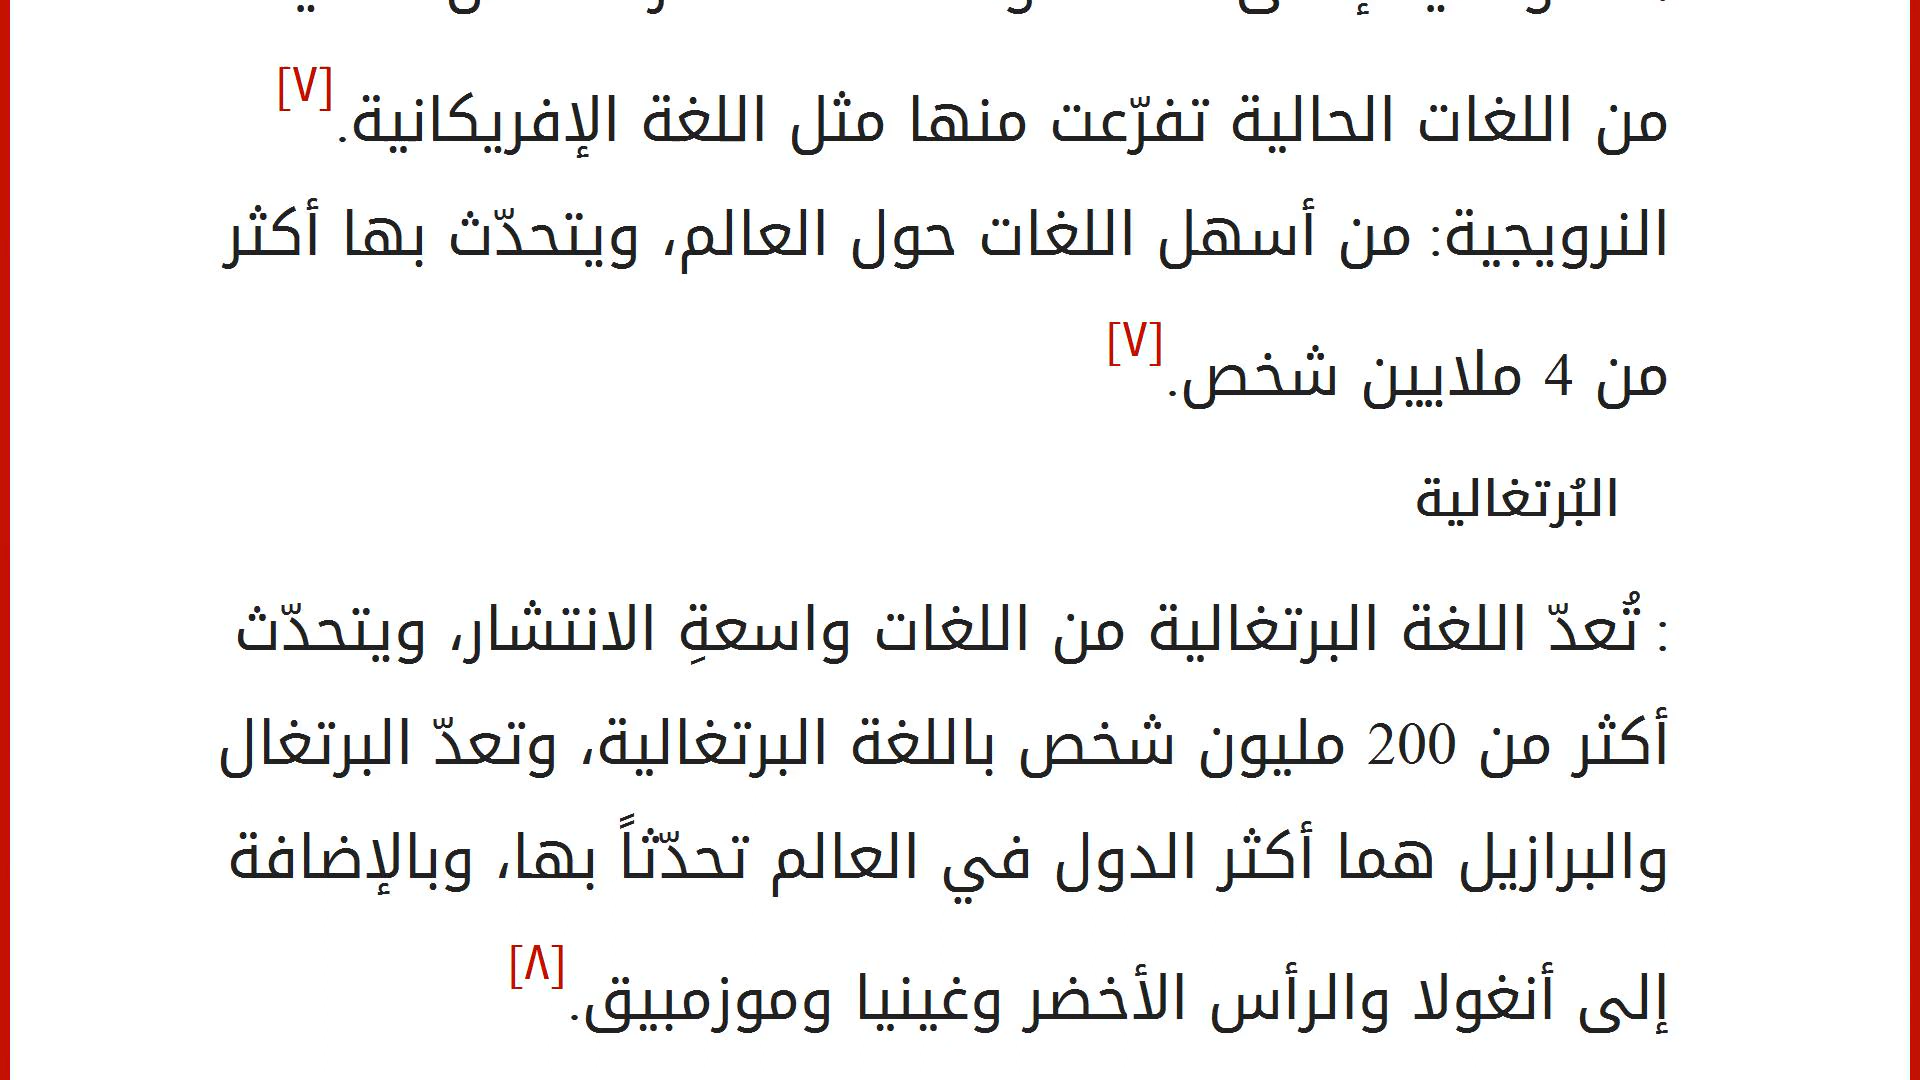 من اللغات الحالية تفرّعت منها مثل اللغة الإفريكانية.[٧]
النرويجية: من أسهل اللغات حول العالم، ويتحدّث بها أكثر
من 4 ملايين شخص.[٧]
البُرتغالية
: تُعدّ اللغة البرتغالية من اللغات واسعةِ الانتشار، ويتحدّث
أكثر من 200 مليون شخص باللغة البرتغالية، وتعدّ البرتغال
والبرازيل هما أكثر الدول في العالم تحدّثاً بها، وبالإضافة
إلى أنغولا والرأس الأخضر وغينيا وموزمبيق.[٨]